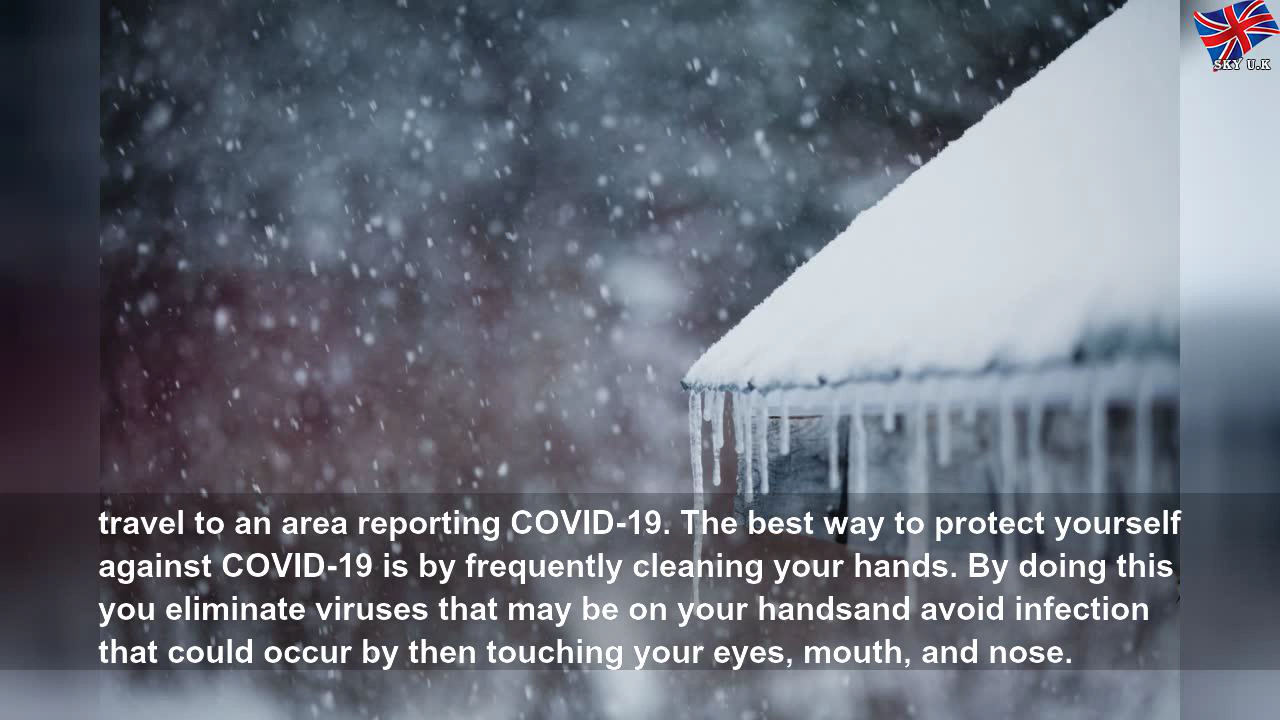 SKY U.K
travel to an area reporting COVID-19. The best way to protect yourself
against COVID-19 is by frequently cleaning your hands. By doing this
you eliminate viruses that may be on your handsand avoid infection
that could occur by then touching your eyes, mouth, and nose.